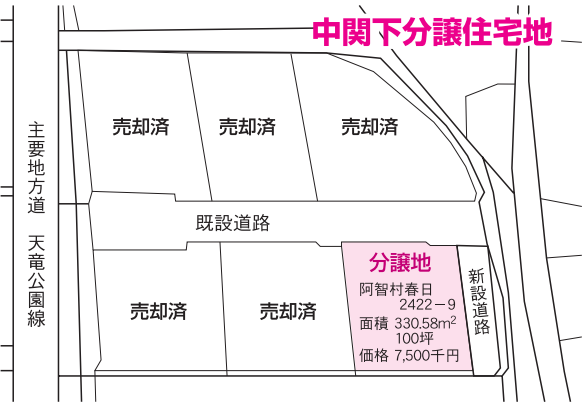 中関下分譲住宅地
売却済
売却済
売却済
主要地方道　天竜公園線
既設道路
売却済
売却済
分譲地
阿智村春日
2422－9
面積 330.58m²
100坪
価格 7,500千円
新設道路